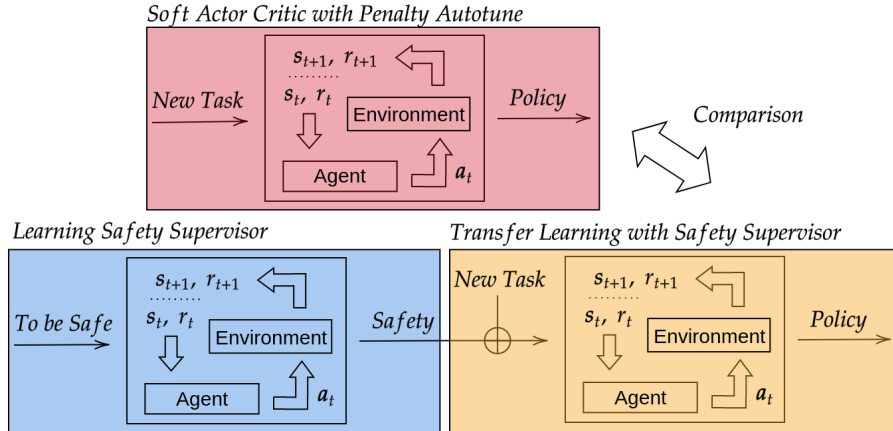 Soft Actor Critic with Penalty Autotune
s_{t+1}, r_{t+1}
New Task
s_t, r_t
Policy
Environment
Comparison
Agent
a_t
Learning Safety Supervisor
Transfer Learning with Safety Supervisor
s_{t+1}, r_{t+1}
To be Safe
s_t, r_t
Safety
Environment
Agent
a_t
New Task
s_{t+1}, r_{t+1}
s_t, r_t
Policy
Environment
Agent
a_t